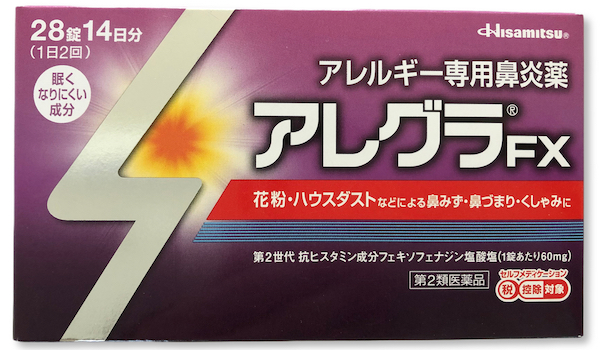 28錠14日分
(1日2回)
Hisamitsu®
眠く
なりにくい
成分
アレルギー専用鼻炎薬
アレグラ®FX
花粉・ハウスダストなどによる鼻みず・鼻づまり・くしゃみに
第2世代 抗ヒスタミン成分フェキソフェナジン塩酸塩(1錠あたり60mg)
第2類医薬品
セルフメディケーション
税 控除 対象